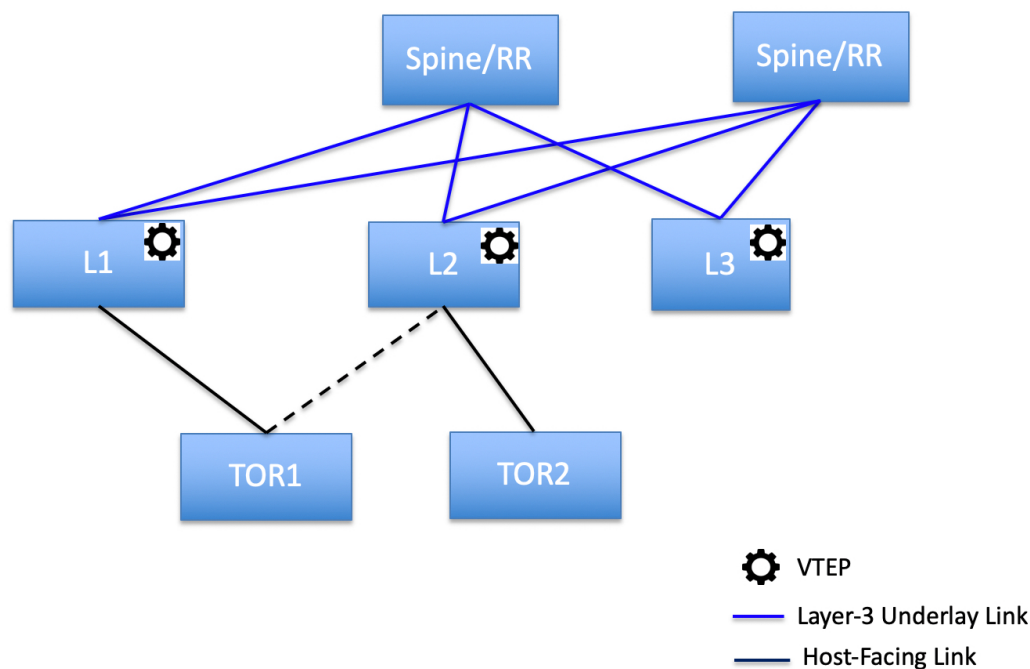 Spine/RR
Spine/RR
L1
L2
L3
TOR1
TOR2
VTEP
Layer-3 Underlay Link
Host-Facing Link